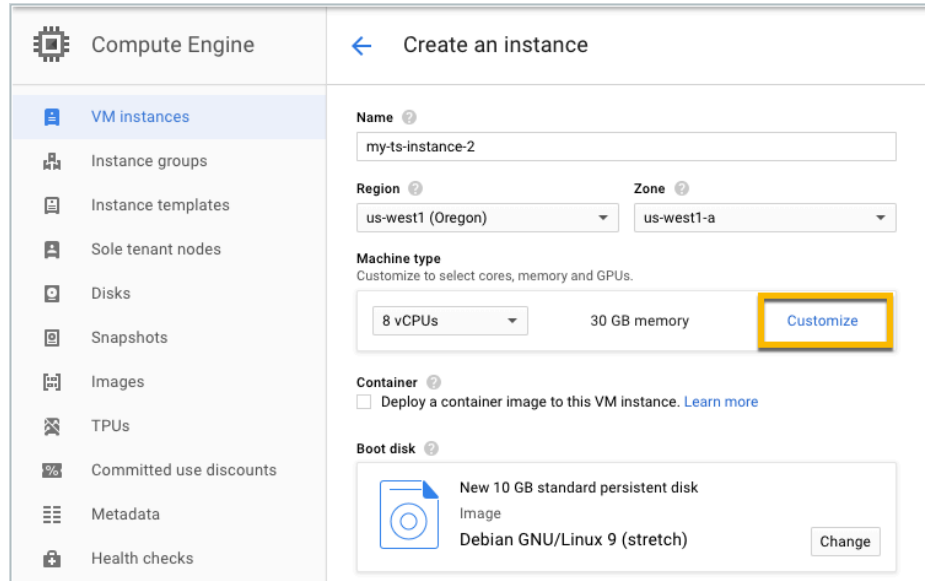 Compute Engine
VM instances
Instance groups
Instance templates
Sole tenant nodes
Disks
Snapshots
Images
TPUs
Committed use discounts
Metadata
Health checks
Create an instance
Name ?
my-ts-instance-2
Region ? Zone ?
us-west1 (Oregon) us-west1-a
Machine type
Customize to select cores, memory and GPUs.
8 vCPUs 30 GB memory Customize
Container ?
Deploy a container image to this VM instance. Learn more
Boot disk ?
New 10 GB standard persistent disk
Image
Debian GNU/Linux 9 (stretch) Change